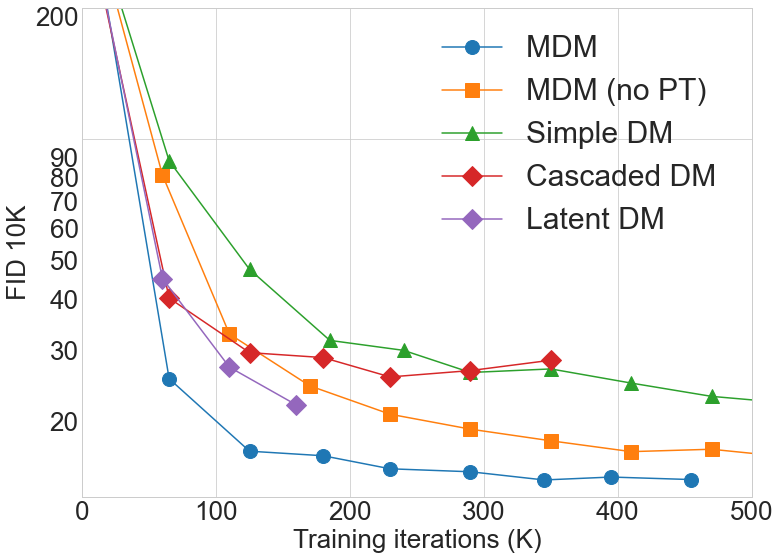 200
90
80
70
60
50
40
30
20
FID 10K
MDM
MDM (no PT)
Simple DM
Cascaded DM
Latent DM
0 100 200 300 400 500
Training iterations (K)